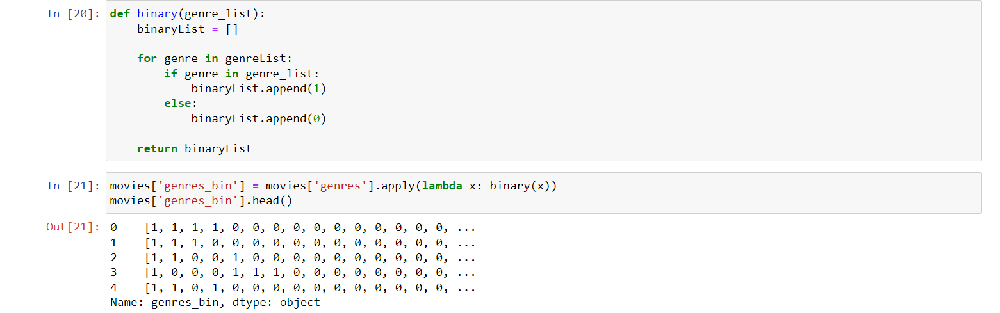 In [20]: def binary(genre_list):
    binaryList = []
    for genre in genreList:
        if genre in genre_list:
            binaryList.append(1)
        else:
            binaryList.append(0)
    return binaryList
In [21]: movies['genres_bin'] = movies['genres'].apply(lambda x: binary(x))
movies['genres_bin'].head()
Out[21]: 0    [1, 1, 1, 1, 0, 0, 0, 0, 0, 0, 0, 0, 0, 0, 0, ...
1    [1, 1, 1, 0, 0, 0, 0, 0, 0, 0, 0, 0, 0, 0, 0, ...
2    [1, 1, 0, 0, 1, 0, 0, 0, 0, 0, 0, 0, 0, 0, 0, ...
3    [1, 0, 0, 0, 1, 1, 1, 0, 0, 0, 0, 0, 0, 0, 0, ...
4    [1, 1, 0, 1, 0, 0, 0, 0, 0, 0, 0, 0, 0, 0, 0, ...
Name: genres_bin, dtype: object